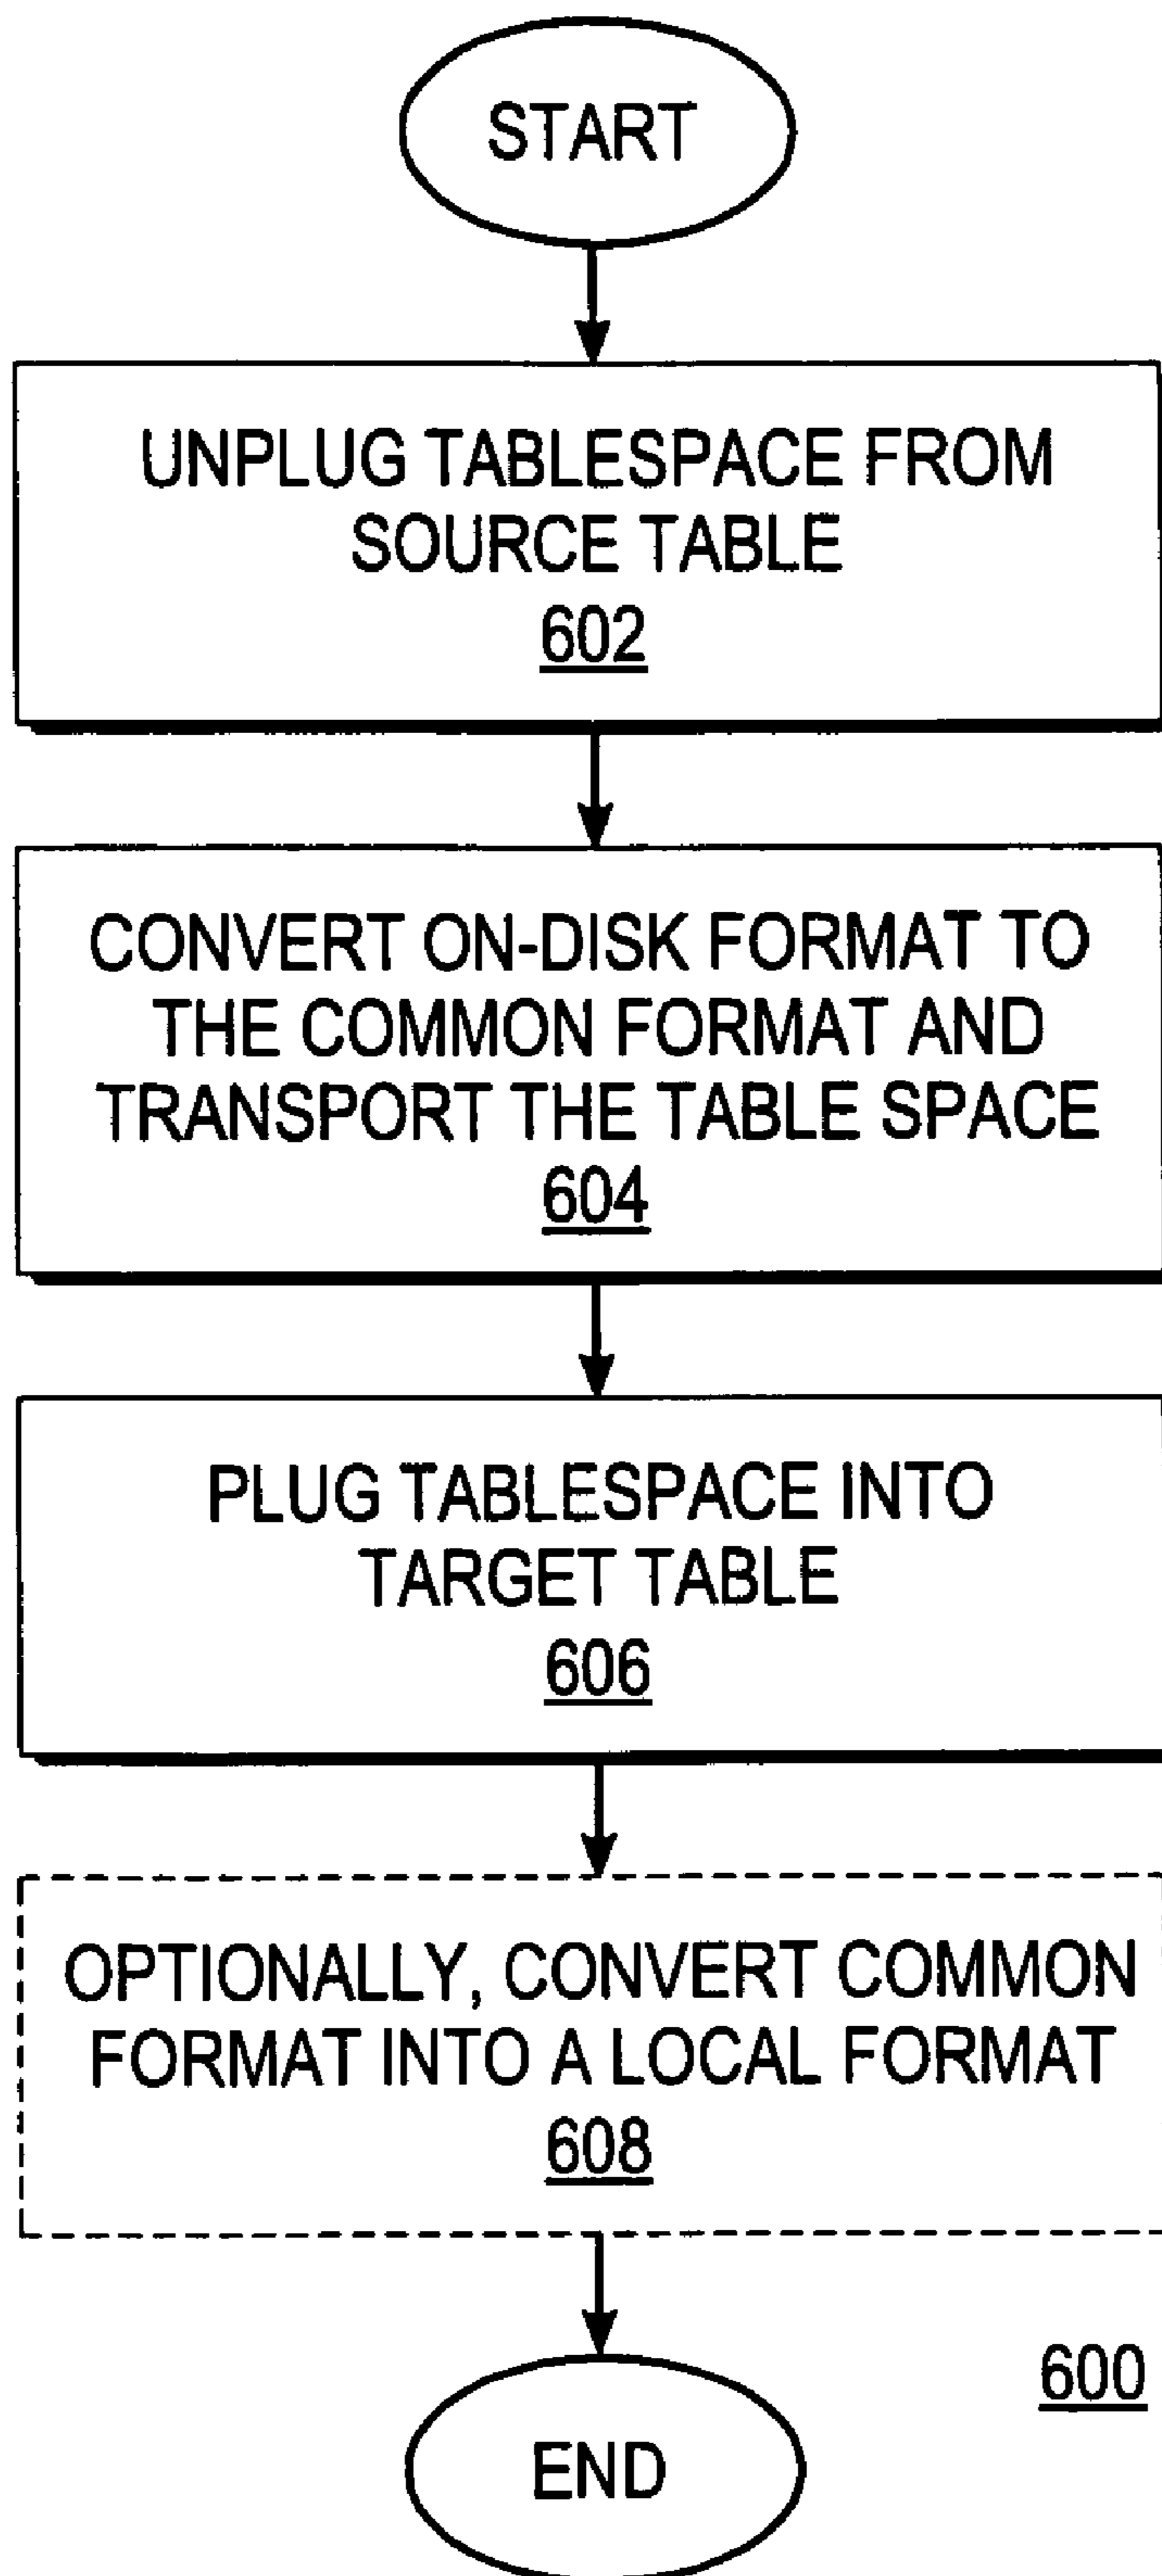 START
UNPLUG TABLESPACE FROM
SOURCE TABLE
602
CONVERT ON-DISK FORMAT TO
THE COMMON FORMAT AND
TRANSPORT THE TABLE SPACE
604
PLUG TABLESPACE INTO
TARGET TABLE
606
OPTIONALLY, CONVERT COMMON
FORMAT INTO A LOCAL FORMAT
608
600
END